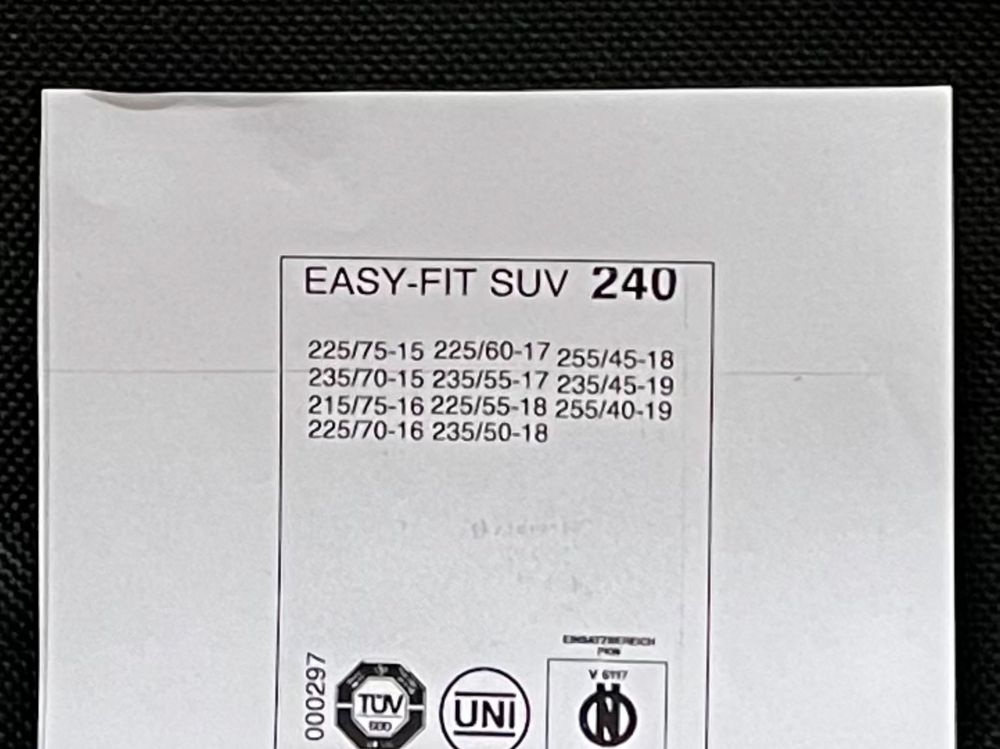 EASY-FIT SUV 240
225/75-15 225/60-17 255/45-18
235/70-15 235/55-17 235/45-19
215/75-16 225/55-18 255/40-19
225/70-16 235/50-18
EINSATZBEREICH
PKW
V 5117
000297
TÜV
UNI
N